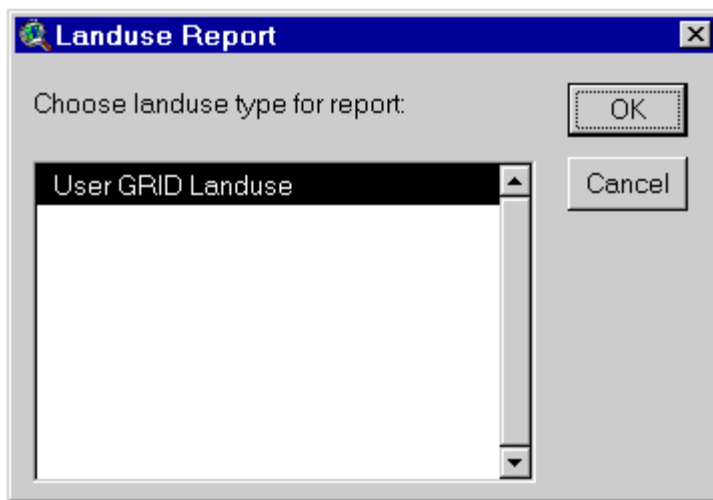 Landuse Report
Choose landuse type for report:
OK
User GRID Landuse
Cancel